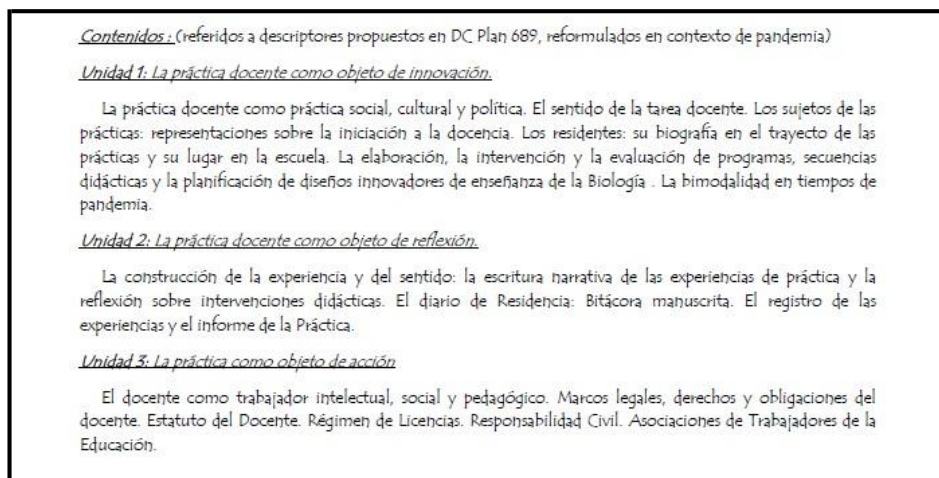 Contenidos : (referidos a descriptores propuestos en DC Plan 689, reformulados en contexto de pandemia)
Unidad 1: La práctica docente como objeto de innovación.
La práctica docente como práctica social, cultural y política. El sentido de la tarea docente. Los sujetos de las
prácticas: representaciones sobre la iniciación a la docencia. Los residentes: su biografía en el trayecto de las
prácticas y su lugar en la escuela. La elaboración, la intervención y la evaluación de programas, secuencias
didácticas y la planificación de diseños innovadores de enseñanza de la Biología . La bimodalidad en tiempos de
pandemia.
Unidad 2: La práctica docente como objeto de reflexión.
La construcción de la experiencia y del sentido: la escritura narrativa de las experiencias de práctica y la
reflexión sobre intervenciones didácticas. El diario de Residencia: Bitácora manuscrita. El registro de las
experiencias y el informe de la Práctica.
Unidad 3: La práctica como objeto de acción
El docente como trabajador intelectual, social y pedagógico. Marcos legales, derechos y obligaciones del
docente. Estatuto del Docente. Régimen de Licencias. Responsabilidad Civil. Asociaciones de Trabajadores de la
Educación.